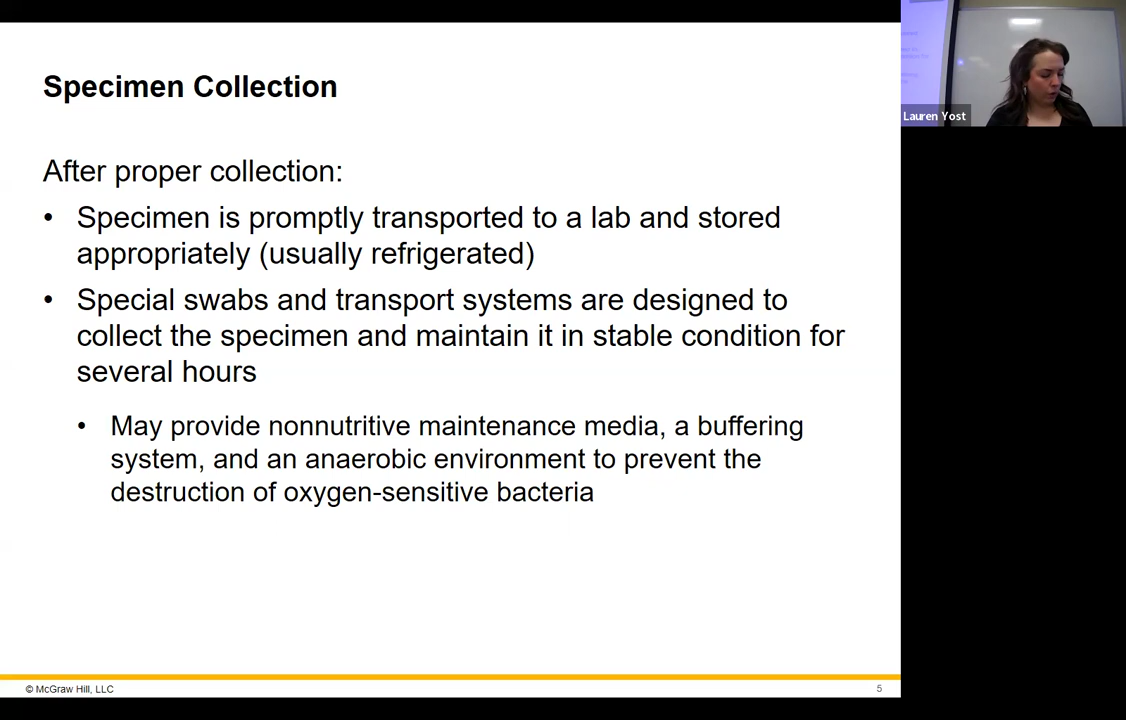 Specimen Collection
Lauren Yost
After proper collection:
• Specimen is promptly transported to a lab and stored
appropriately (usually refrigerated)
• Special swabs and transport systems are designed to
collect the specimen and maintain it in stable condition for
several hours
• May provide nonnutritive maintenance media, a buffering
system, and an anaerobic environment to prevent the
destruction of oxygen-sensitive bacteria
© McGraw Hill, LLC
5